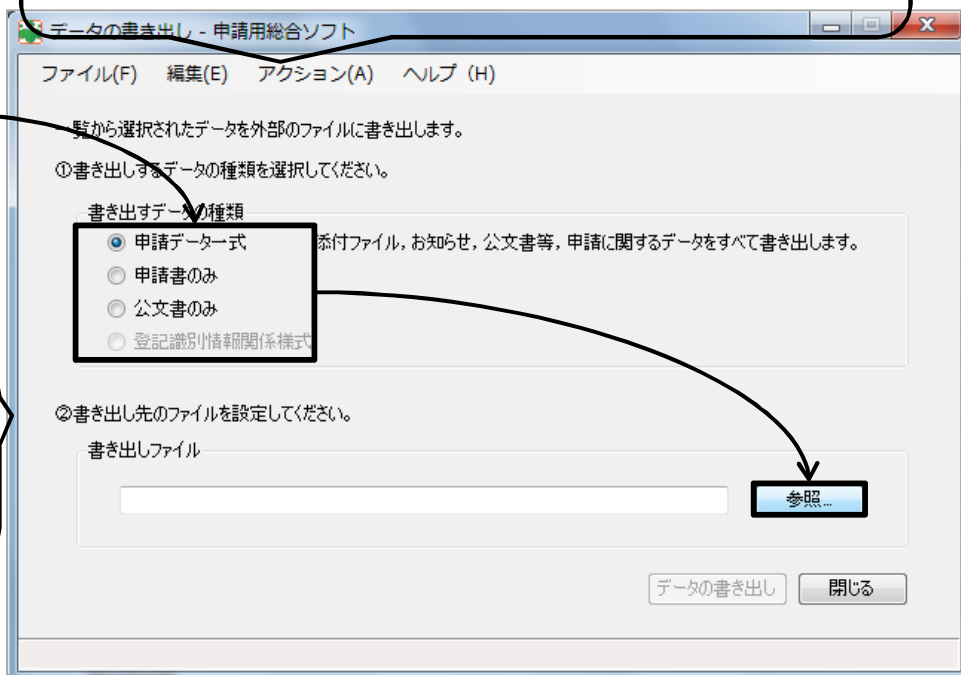 データの書き出し - 申請用総合ソフト
ファイル(F) 編集(E) アクション(A) ヘルプ (H)
一覧から選択されたデータを外部のファイルに書き出します。
①書き出しするデータの種類を選択してください。
書き出すデータの種類
申請データ一式 添付ファイル，お知らせ，公文書等，申請に関するデータをすべて書き出します。
申請書のみ
公文書のみ
登記識別情報関係様式
②書き出し先のファイルを設定してください。
書き出しファイル
参照...
データの書き出し 閉じる